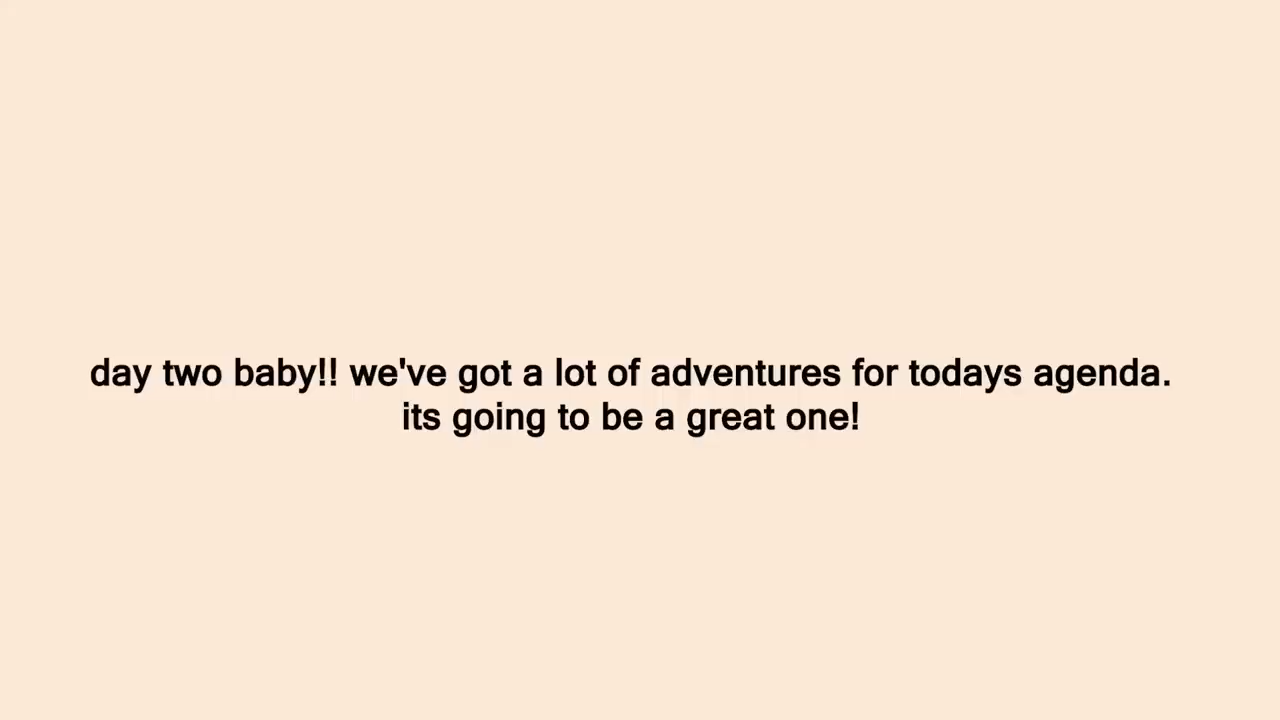 day two baby!! we've got a lot of adventures for todays agenda.
its going to be a great one!